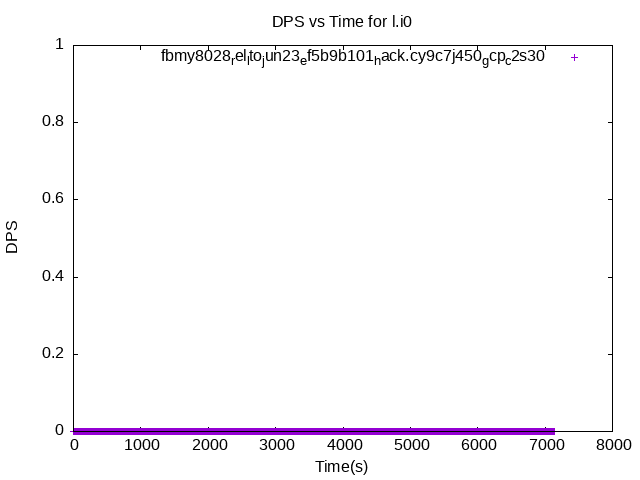 DPS vs Time for l.i0
fbmy8028relltojjun23ef5b9b101hack.cy9c7j450gcpc2s30
1
0.8
0.6
0.4
0.2
0
DPS
0 1000 2000 3000 4000 5000 6000 7000 8000
Time(s)